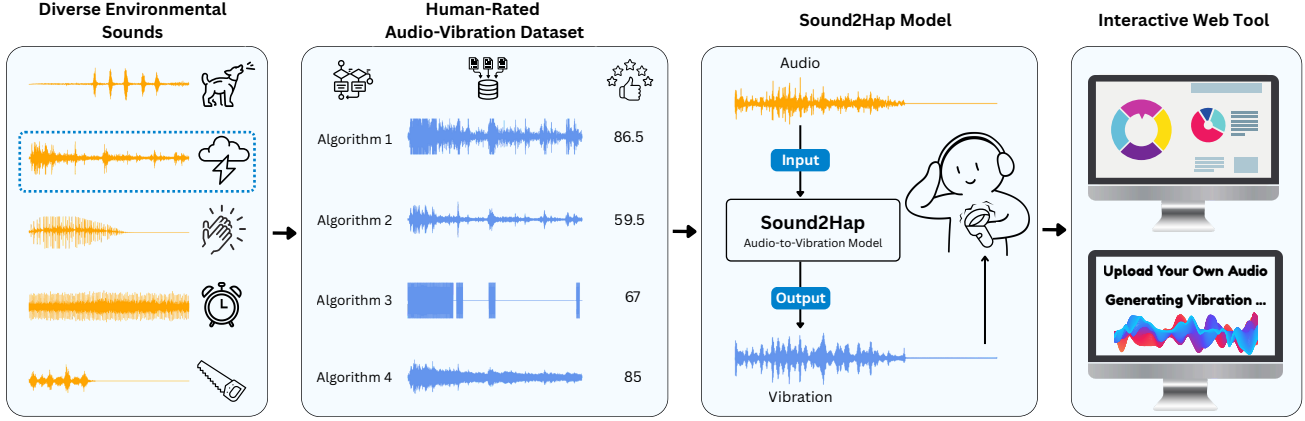 Diverse Environmental
Sounds
Human-Rated
Audio-Vibration Dataset
Algorithm 1
86.5
Algorithm 2
59.5
Algorithm 3
67
Algorithm 4
85
Sound2Hap Model
Audio
Input
Sound2Hap
Audio-to-Vibration Model
Output
Vibration
Interactive Web Tool
Upload Your Own Audio
Generating Vibration ...